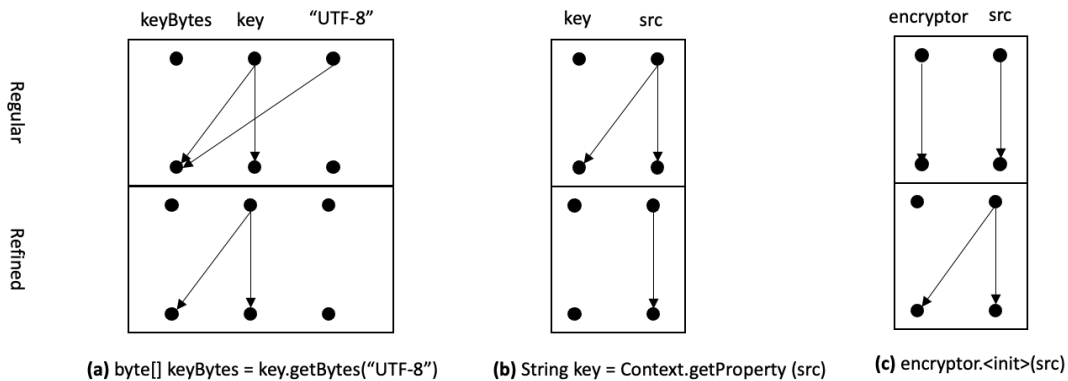 keyBytes key “UTF-8”
key src
encryptor src
Regular
Refined
(a) byte[] keyBytes = key.getBytes(“UTF-8”)
(b) String key = Context.getProperty (src)
(c) encryptor.<init>(src)